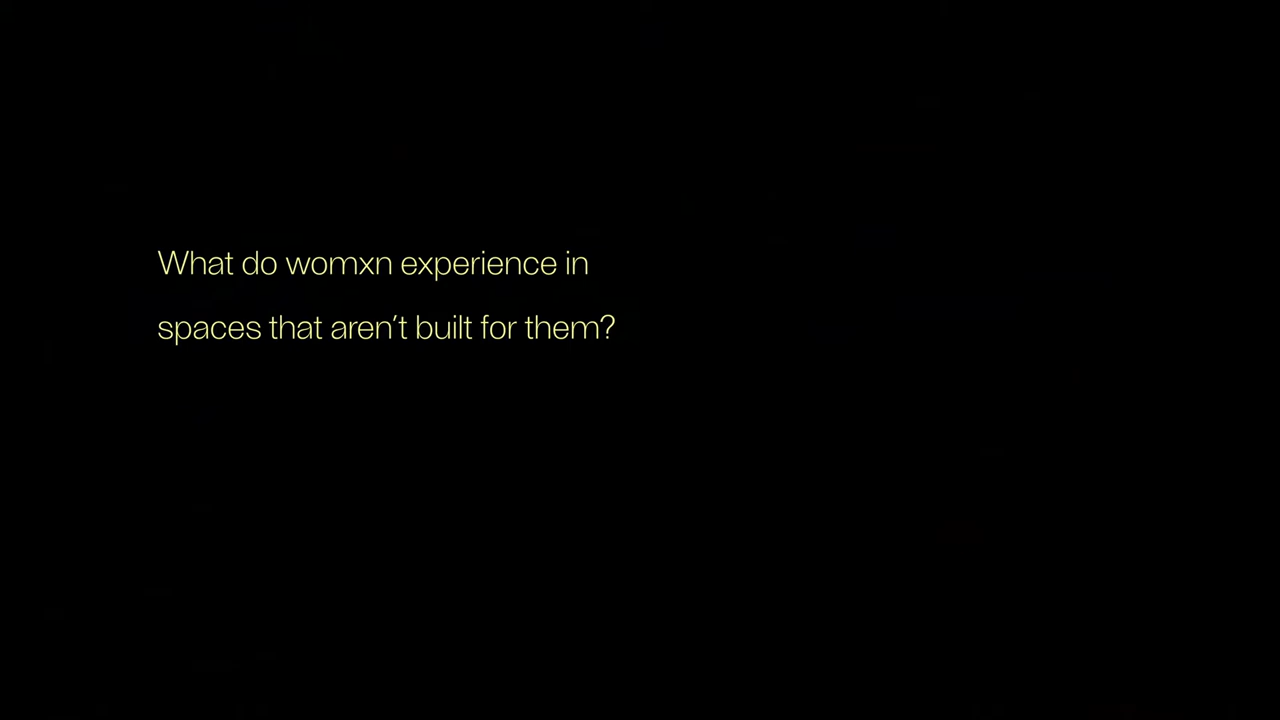 What do womxn experience in
spaces that aren’t built for them?